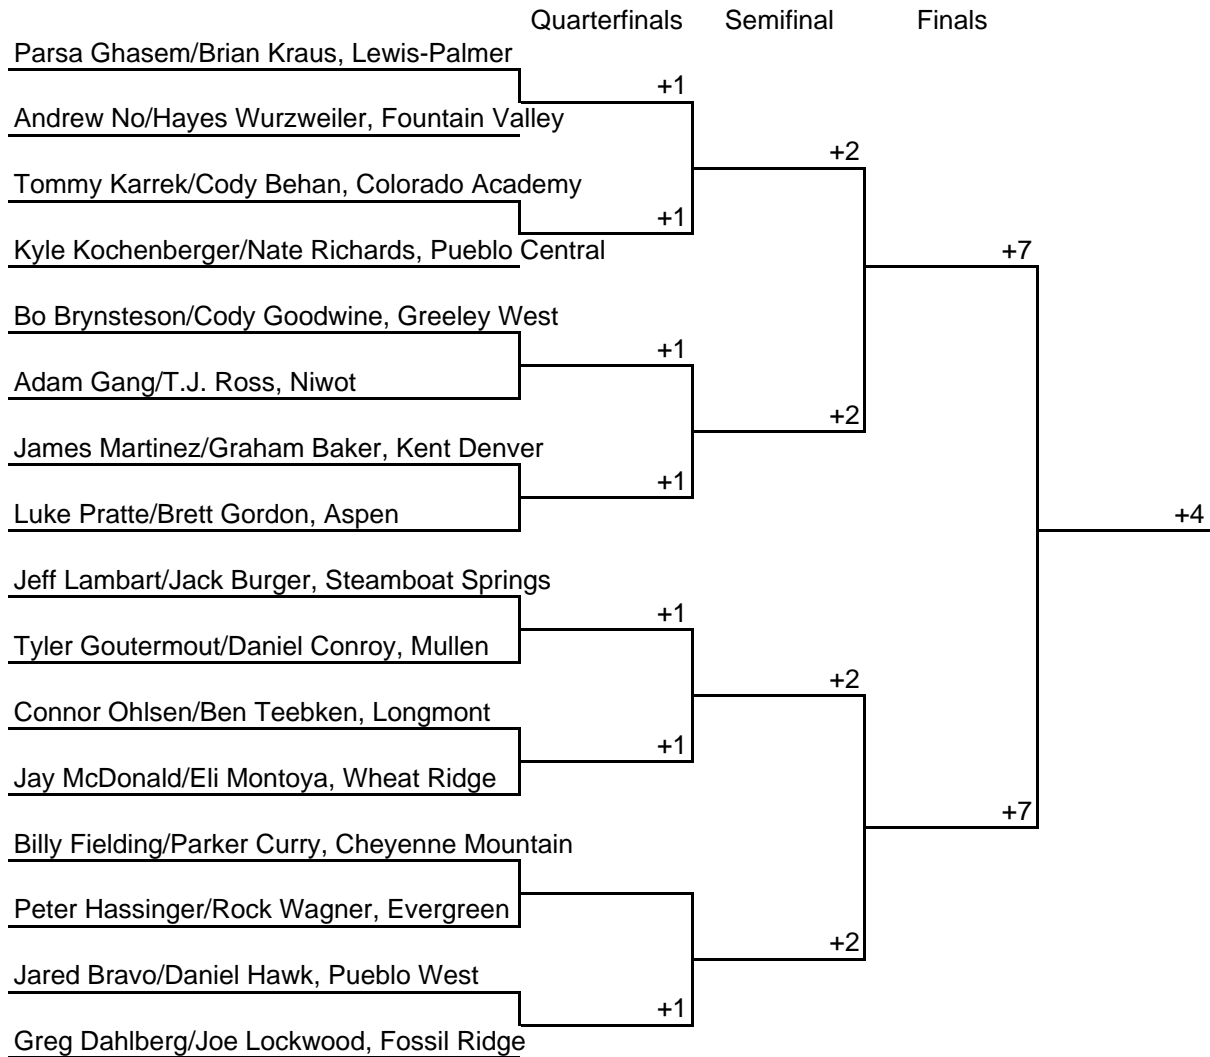 Quarterfinals Semifinal Finals
Parsa Ghasem/Brian Kraus, Lewis-Palmer
+1
Andrew No/Hayes Wurzweiler, Fountain Valley
+2
Tommy Karrek/Cody Behan, Colorado Academy
+1
Kyle Kochenberger/Nate Richards, Pueblo Central
+7
Bo Brynsteson/Cody Goodwine, Greeley West
+1
Adam Gang/T.J. Ross, Niwot
+2
James Martinez/Graham Baker, Kent Denver
+1
Luke Pratte/Brett Gordon, Aspen
+4
Jeff Lambart/Jack Burger, Steamboat Springs
+1
Tyler Goutermout/Daniel Conroy, Mullen
+2
Connor Ohlsen/Ben Teebken, Longmont
+1
Jay McDonald/Eli Montoya, Wheat Ridge
+7
Billy Fielding/Parker Curry, Cheyenne Mountain
Peter Hassinger/Rock Wagner, Evergreen
+2
Jared Bravo/Daniel Hawk, Pueblo West
+1
Greg Dahlberg/Joe Lockwood, Fossil Ridge